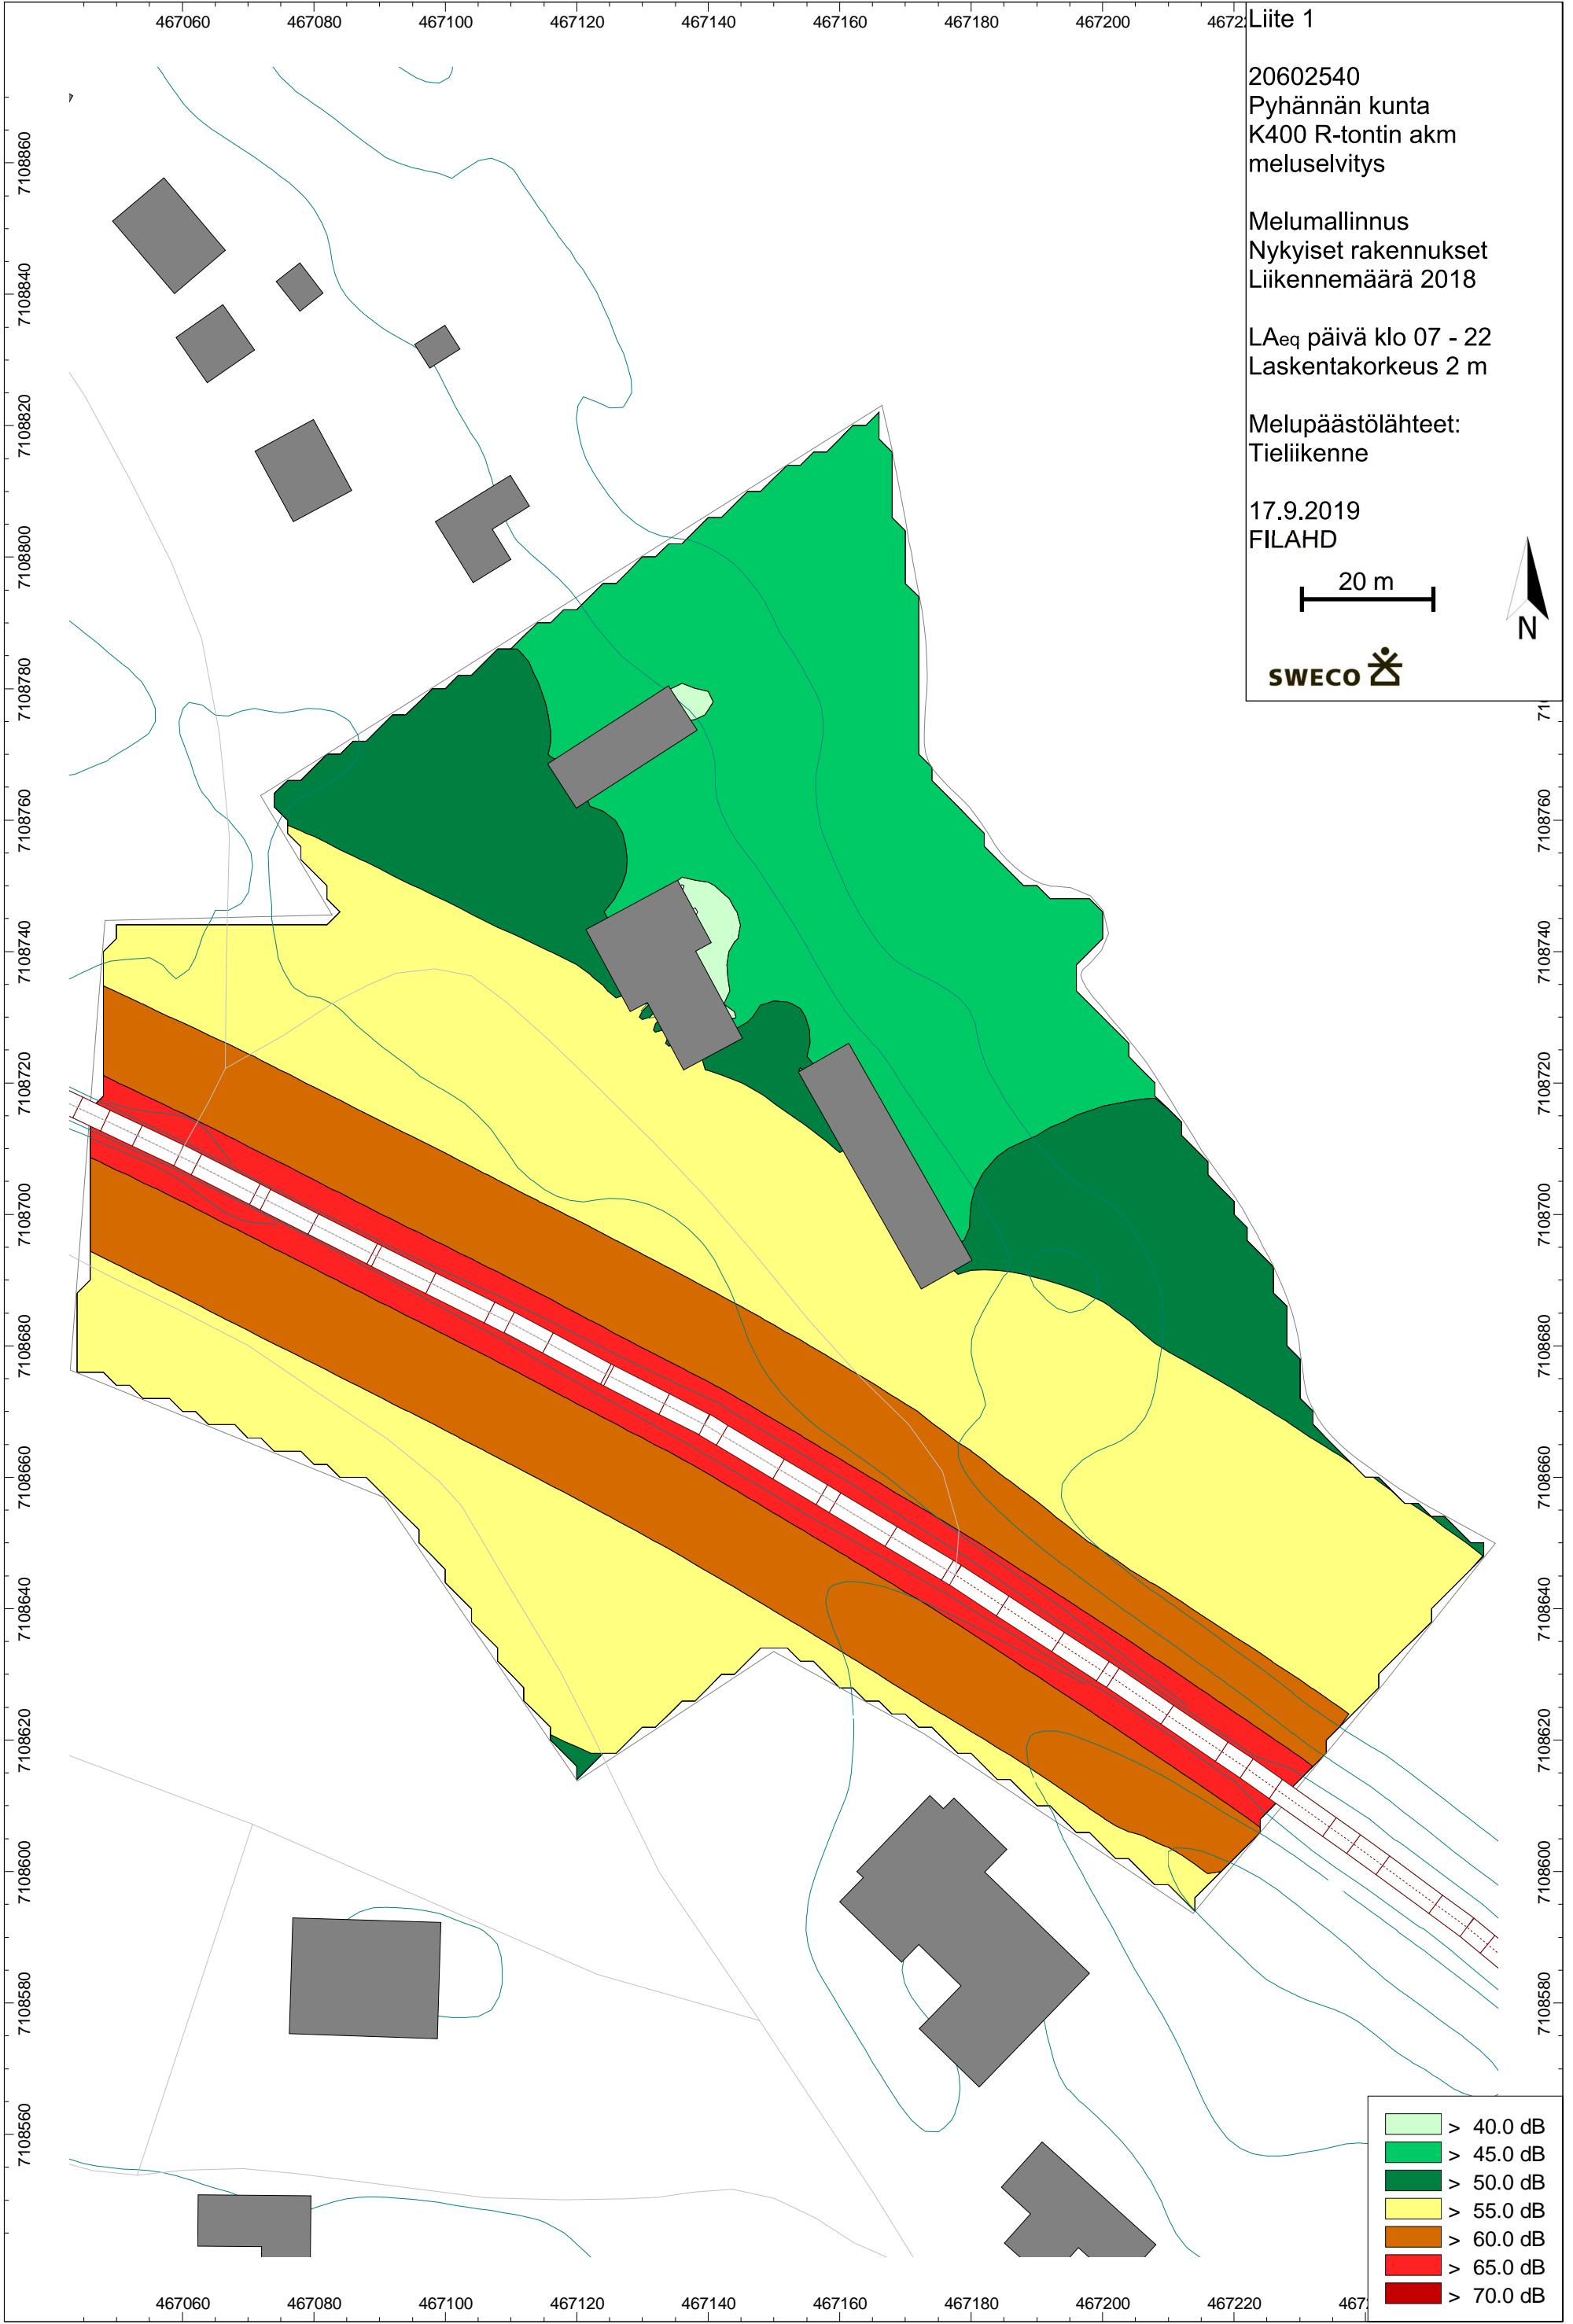 467060 467080 467100 467120 467140 467160 467180 467200
Liite 1
20602540
Pyhännän kunta
K400 R-tontin akm
meluselvitys
Melumallinnus
Nykyiset rakennukset
Liikennemäärä 2018
LAeq päivä klo 07 - 22
Laskentakorkeus 2 m
Melupäästölähteet:
Tieliikenne
17.9.2019
FILAHD
20 m
N
SWECO
7108860
7108840
7108820
7108800
7108780
7108760
7108740
7108720
7108700
7108680
7108660
7108640
7108620
7108600
7108580
7108560
7108760
7108740
7108720
7108700
7108680
7108660
7108640
7108620
7108600
7108580
> 40.0 dB
> 45.0 dB
> 50.0 dB
> 55.0 dB
> 60.0 dB
> 65.0 dB
> 70.0 dB
467060 467080 467100 467120 467140 467160 467180 467200 467220